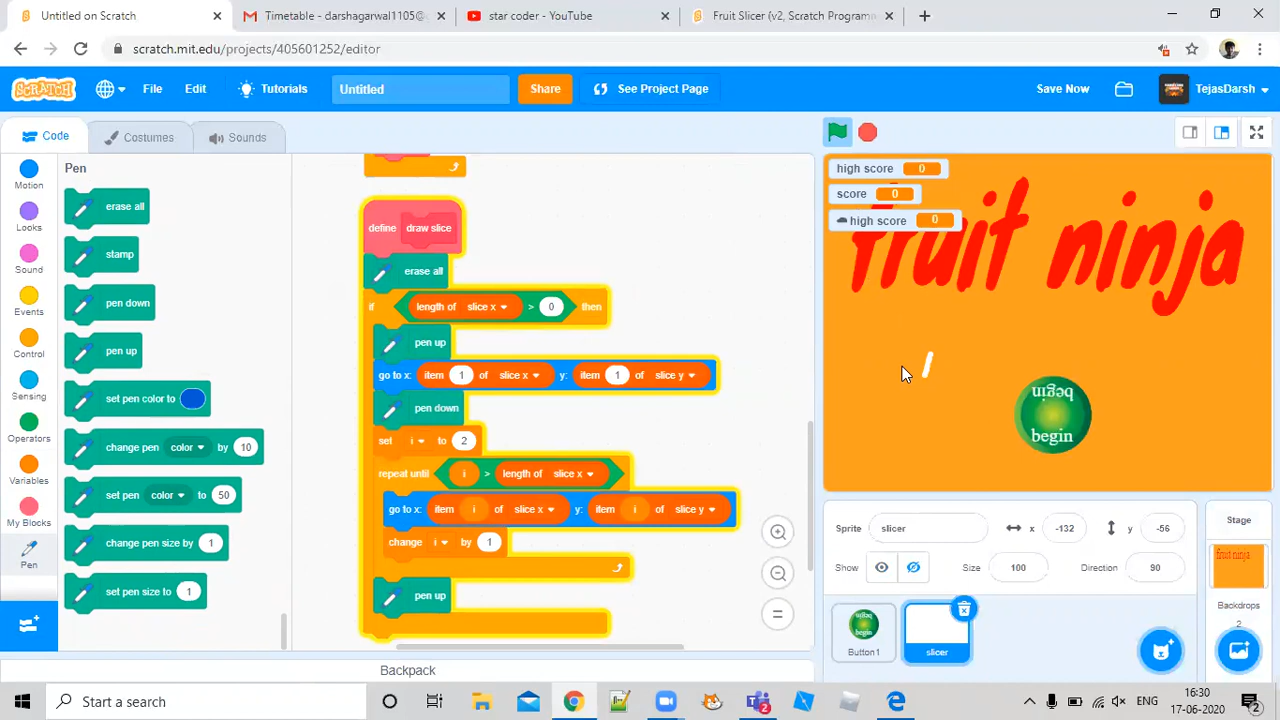 Untitled on Scratch
Timetable - darshagarwal1105@
star coder - YouTube
Fruit Slicer (v2, Scratch Programm
scratch.mit.edu/projects/405601252/editor
SCRATCH File Edit Tutorials Untitled Share See Project Page Save Now TejasDarsh
Code Costumes Sounds
Motion
Looks
Sound
Events
Control
Sensing
Operators
Variables
My Blocks
Pen
Pen
erase all
stamp
pen down
pen up
set pen color to
change pen color by 10
set pen color to 50
change pen size by 1
set pen size to 1
define draw slice
erase all
if length of slice x > 0 then
pen up
go to x: item 1 of slice x y: item 1 of slice y
pen down
set i to 2
repeat until i > length of slice x
go to x: item i of slice x y: item i of slice y
change i by 1
pen up
Backpack
high score 0
score 0
high score 0
fruit ninja
begin
begin
Sprite slicer x -132 y -56
Show Size 100 Direction 90
begin
begin
Button1
slicer
Stage
fruit ninja
Backdrops
2
Start a search
2
ENG
16:30
17-06-2020
2